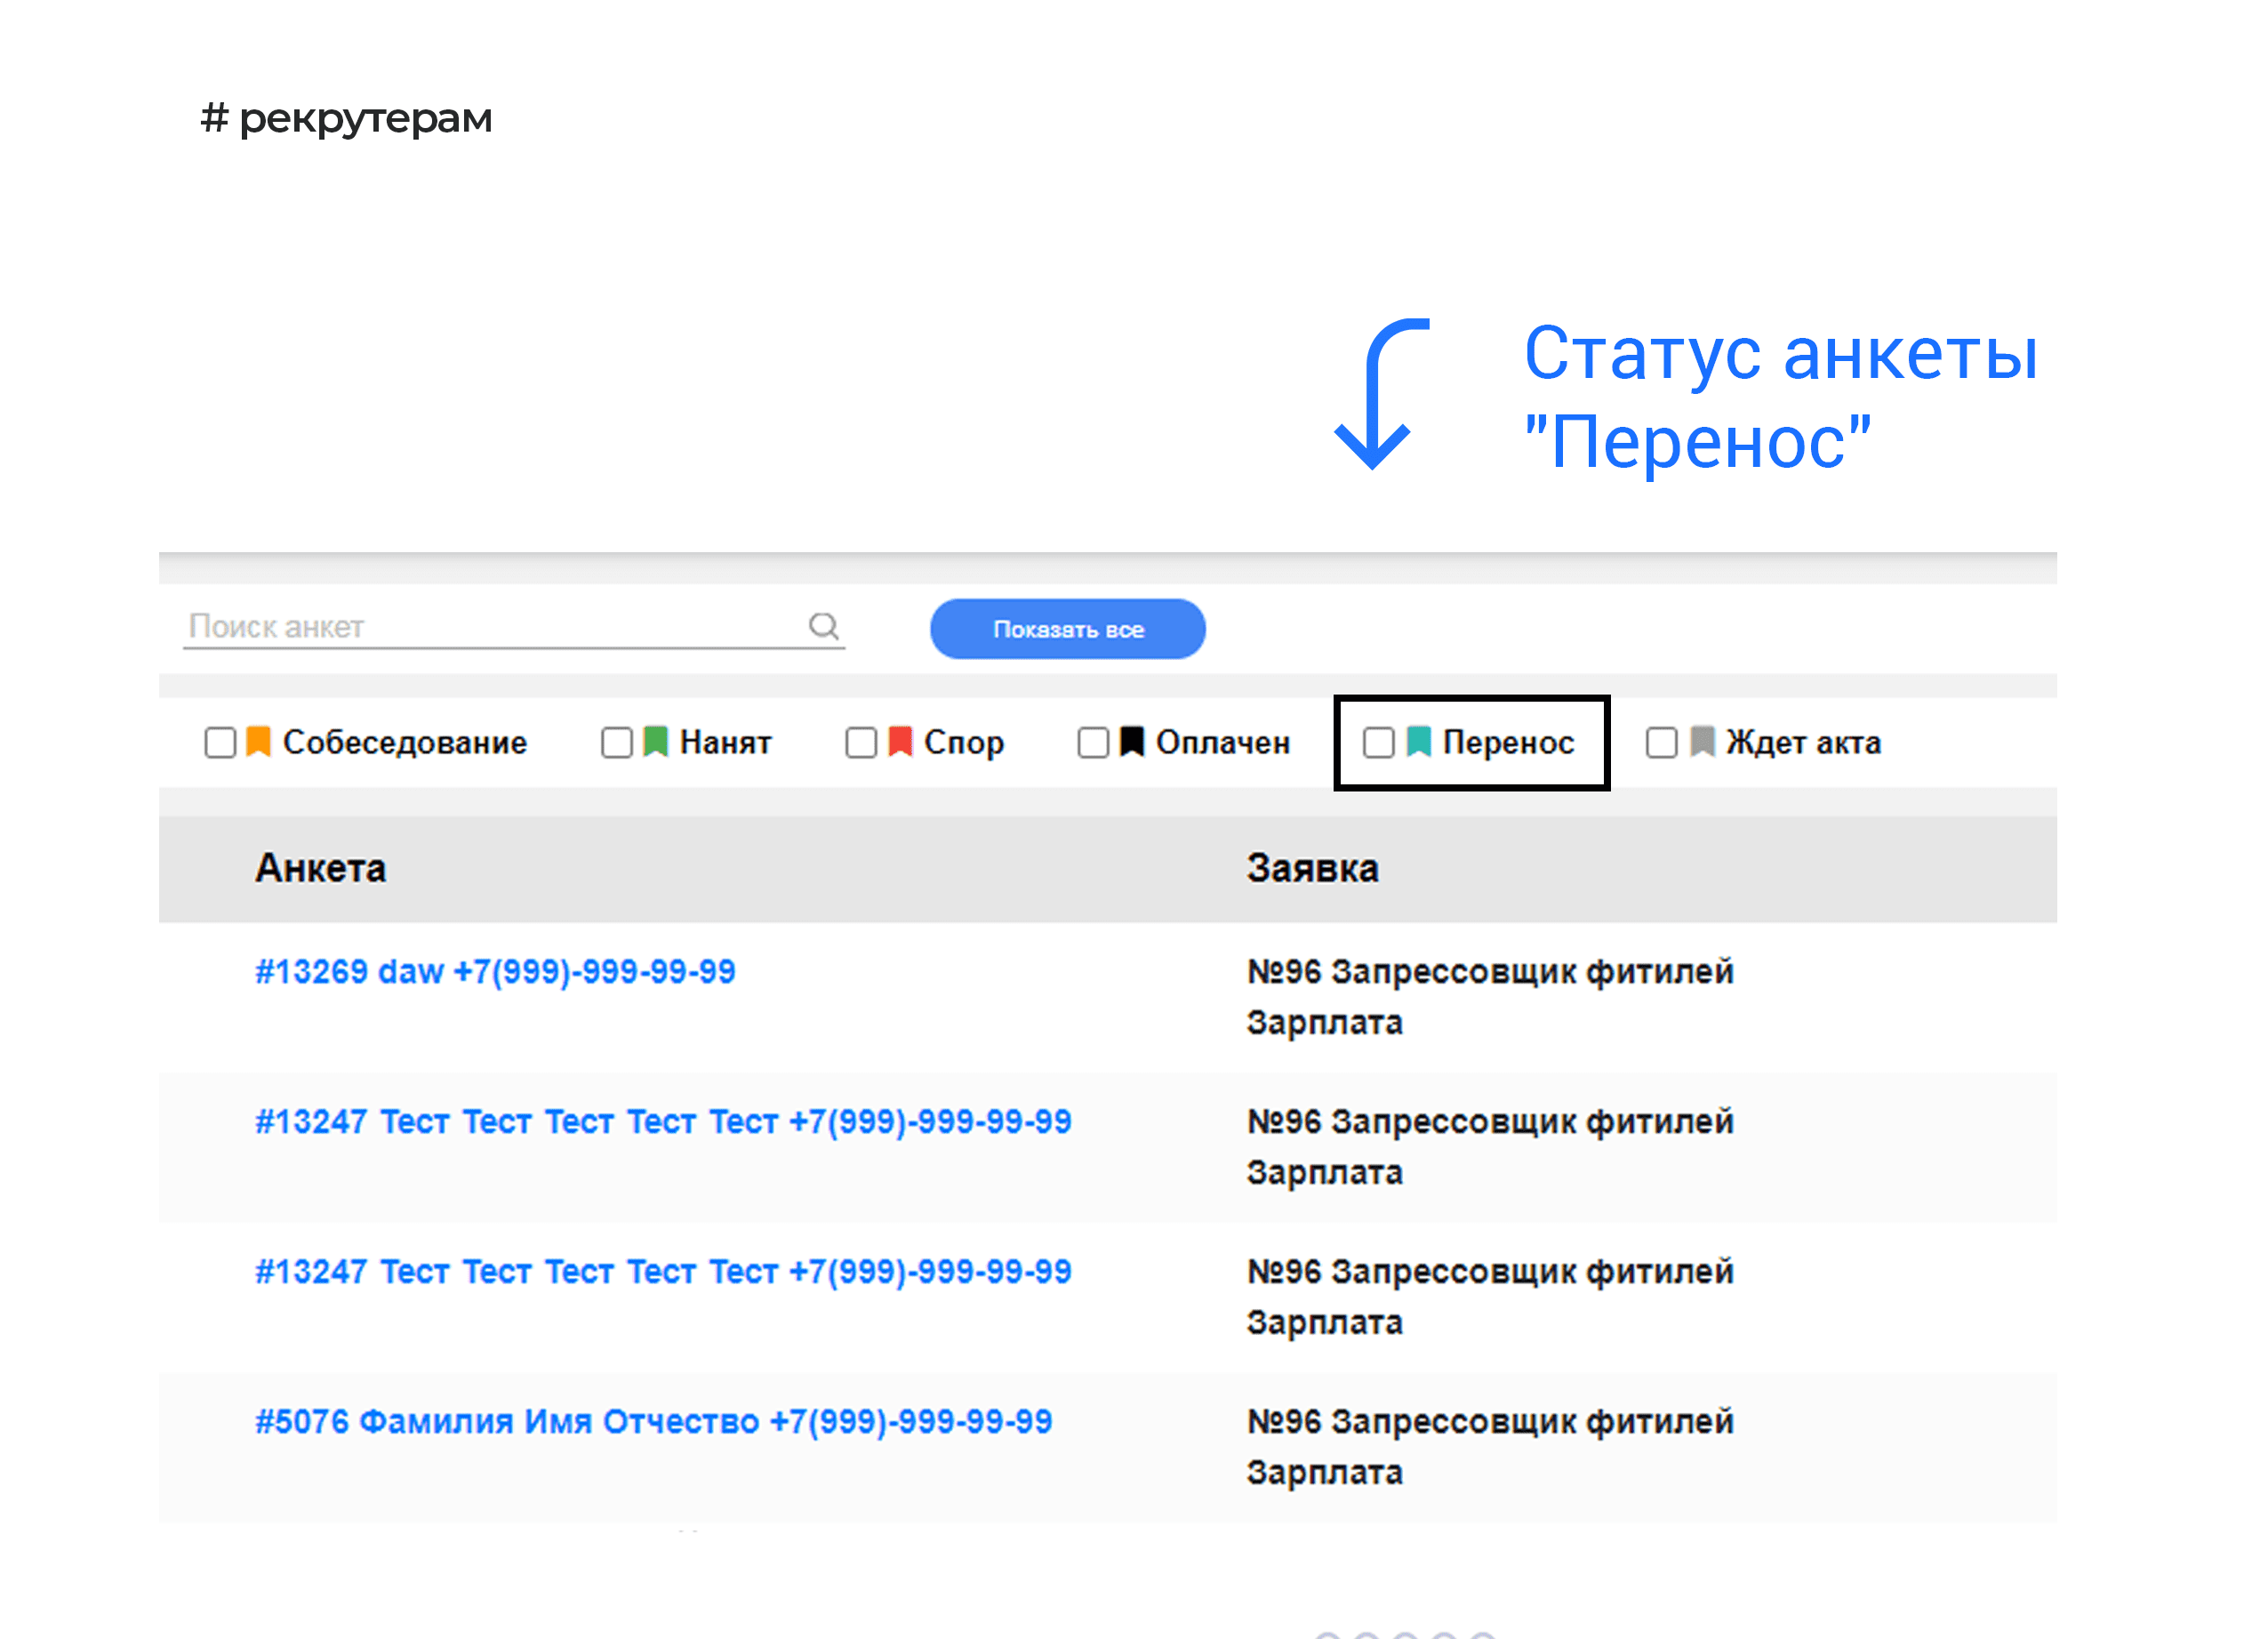 # рекрутерам
Статус анкеты
"Перенос"
Поиск анкет
Показать все
Собеседование Нанят Спор Оплачен Перенос Ждет акта
Анкета Заявка
#13269 daw +7(999)-999-99-99 №96 Запрессовщик фитилей
Зарплата
#13247 Тест Тест Тест Тест Тест +7(999)-999-99-99 №96 Запрессовщик фитилей
Зарплата
#13247 Тест Тест Тест Тест Тест +7(999)-999-99-99 №96 Запрессовщик фитилей
Зарплата
#5076 Фамилия Имя Отчество +7(999)-999-99-99 №96 Запрессовщик фитилей
Зарплата